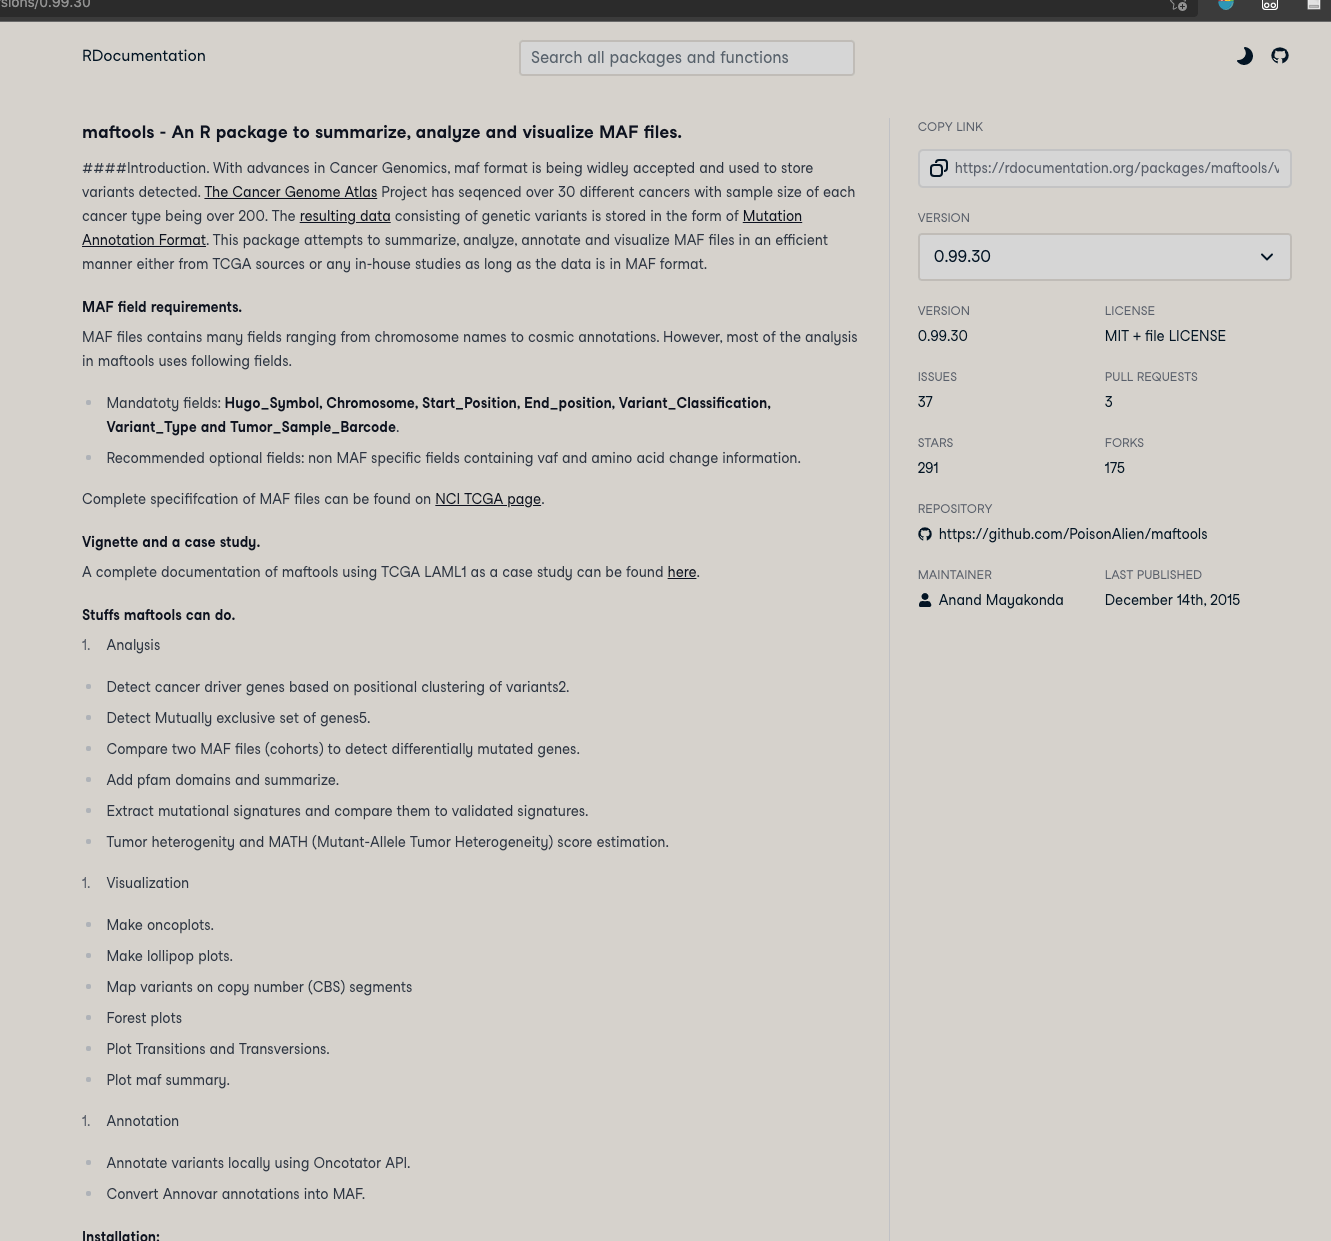 sions/0.99.30
RDocumentation
Search all packages and functions
maftools - An R package to summarize, analyze and visualize MAF files.
####Introduction. With advances in Cancer Genomics, maf format is being widley accepted and used to store
variants detected. The Cancer Genome Atlas Project has seqenced over 30 different cancers with sample size of each
cancer type being over 200. The resulting data consisting of genetic variants is stored in the form of Mutation
Annotation Format. This package attempts to summarize, analyze, annotate and visualize MAF files in an efficient
manner either from TCGA sources or any in-house studies as long as the data is in MAF format.
MAF field requirements.
MAF files contains many fields ranging from chromosome names to cosmic annotations. However, most of the analysis
in maftools uses following fields.
Mandatoty fields: Hugo_Symbol, Chromosome, Start_Position, End_position, Variant_Classification,
Variant_Type and Tumor_Sample_Barcode.
Recommended optional fields: non MAF specific fields containing vaf and amino acid change information.
Complete specififcation of MAF files can be found on NCI TCGA page.
Vignette and a case study.
A complete documentation of maftools using TCGA LAML1 as a case study can be found here.
Stuffs maftools can do.
1. Analysis
Detect cancer driver genes based on positional clustering of variants2.
Detect Mutually exclusive set of genes5.
Compare two MAF files (cohorts) to detect differentially mutated genes.
Add pfam domains and summarize.
Extract mutational signatures and compare them to validated signatures.
Tumor heterogenity and MATH (Mutant-Allele Tumor Heterogeneity) score estimation.
1. Visualization
Make oncoplots.
Make lollipop plots.
Map variants on copy number (CBS) segments
Forest plots
Plot Transitions and Transversions.
Plot maf summary.
1. Annotation
Annotate variants locally using Oncotator API.
Convert Annovar annotations into MAF.
Installation:
COPY LINK
https://rdocumentation.org/packages/maftools/v
VERSION
0.99.30
VERSION LICENSE
0.99.30 MIT + file LICENSE
ISSUES PULL REQUESTS
37 3
STARS FORKS
291 175
REPOSITORY
https://github.com/PoisonAlien/maftools
MAINTAINER LAST PUBLISHED
Anand Mayakonda December 14th, 2015